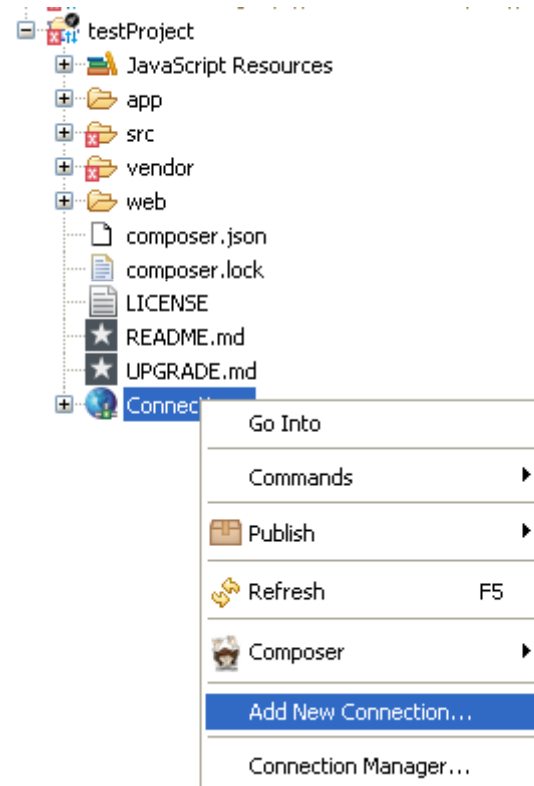 testProject
JavaScript Resources
app
src
vendor
web
composer.json
composer.lock
LICENSE
README.md
UPGRADE.md
Go Into
Commands
Publish
Refresh F5
Composer
Add New Connection...
Connection Manager...